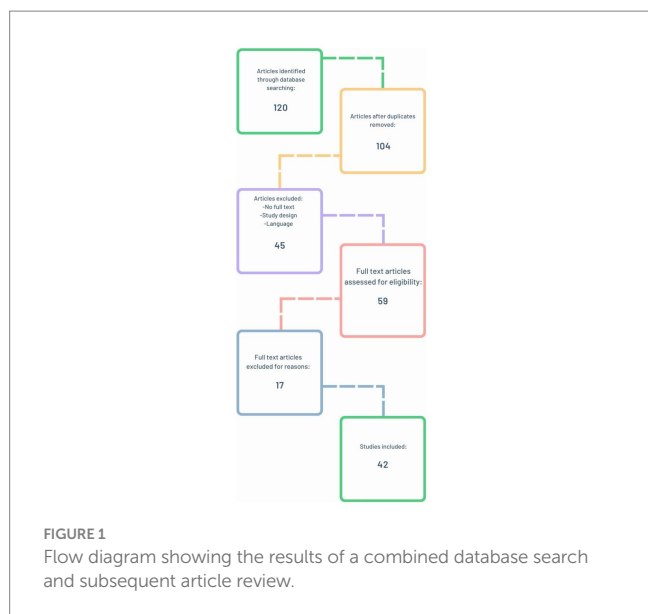 Articles identified
through database
searching:
120
Articles after duplicates
removed:
104
Articles excluded:
-No full text
-Study design
-Language
45
Full text articles
assessed for eligibility:
59
Full text articles
excluded for reasons:
17
Studies included:
42
FIGURE 1
Flow diagram showing the results of a combined database search
and subsequent article review.